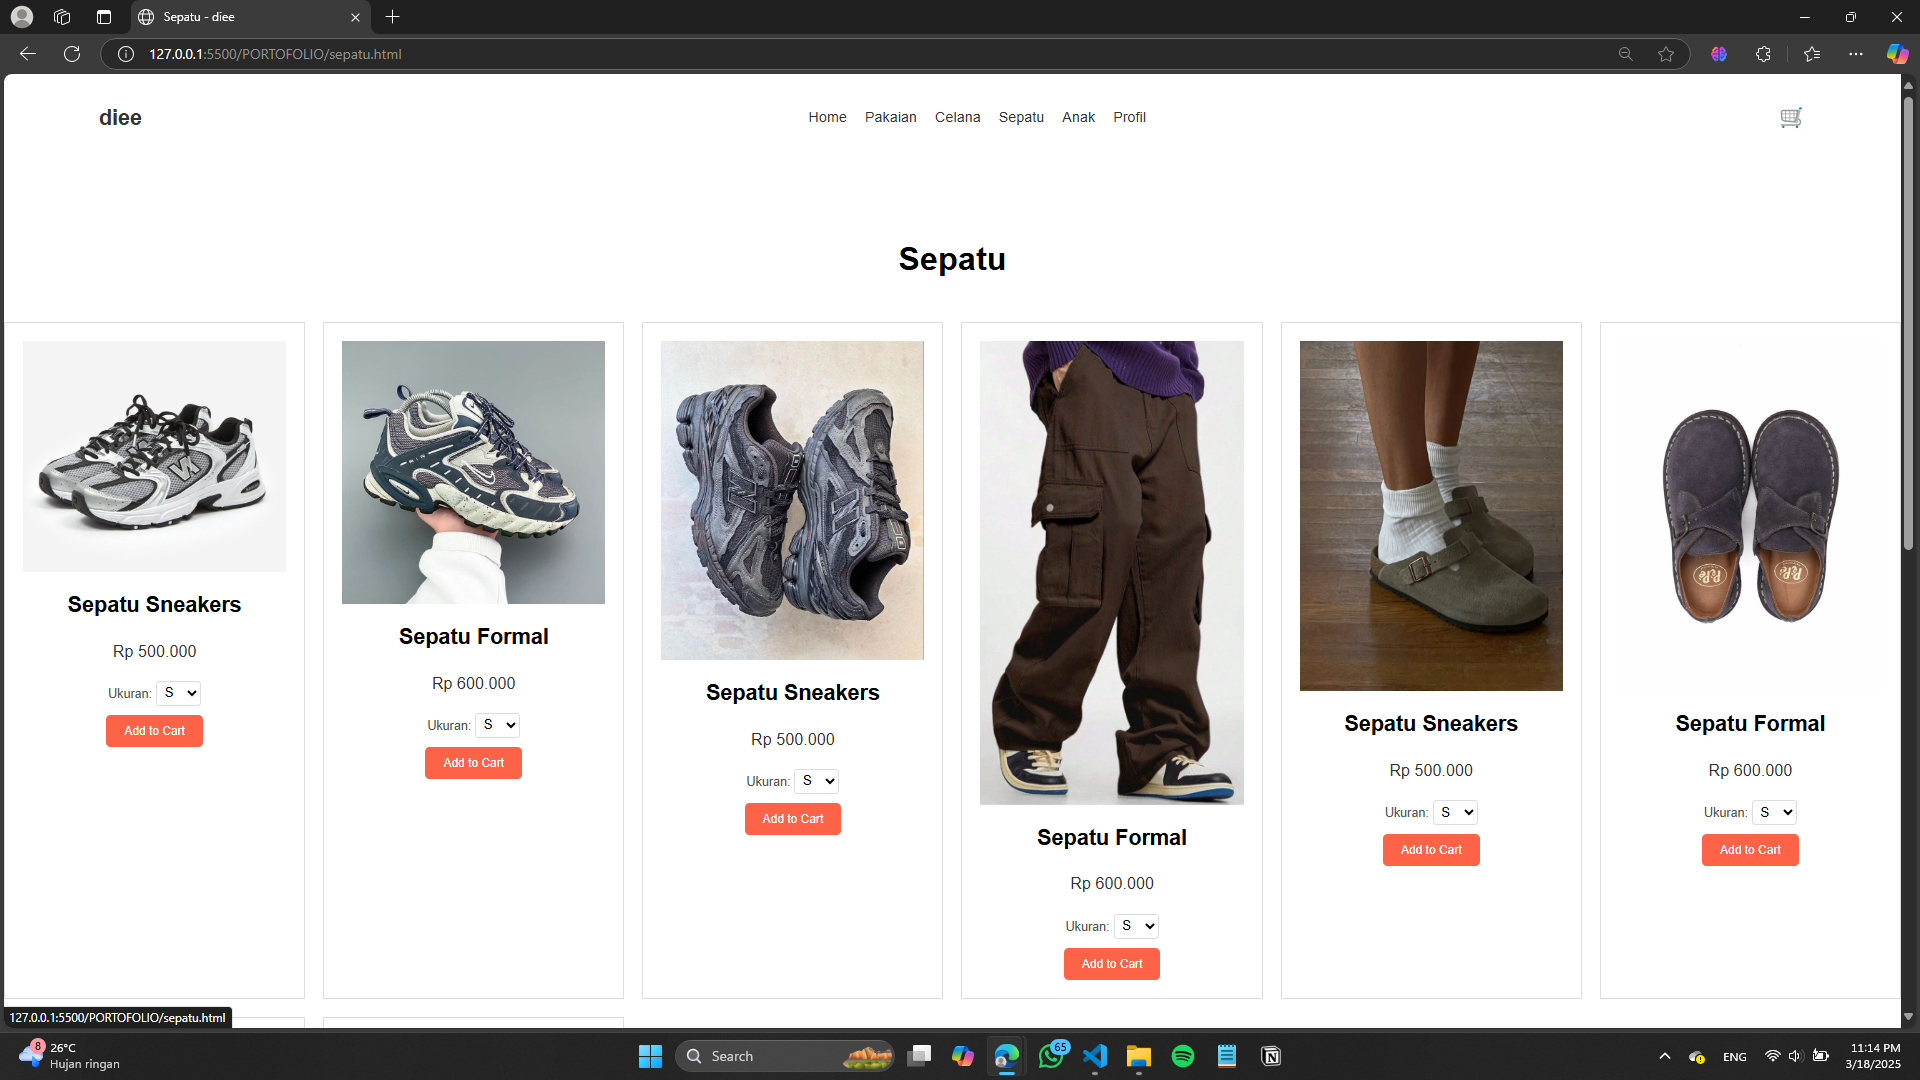 Sepatu - diee
127.0.0.1:5500/PORTOFOLIO/sepatu.html
diee
Home Pakaian Celana Sepatu Anak Profil
Sepatu
Sepatu Sneakers
Rp 500.000
Ukuran: S
Add to Cart
Sepatu Formal
Rp 600.000
Ukuran: S
Add to Cart
Sepatu Sneakers
Rp 500.000
Ukuran: S
Add to Cart
Sepatu Formal
Rp 600.000
Ukuran: S
Add to Cart
Sepatu Sneakers
Rp 500.000
Ukuran: S
Add to Cart
Sepatu Formal
Rp 600.000
Ukuran: S
Add to Cart
127.0.0.1:5500/PORTOFOLIO/sepatu.html
8
26°C
Hujan ringan
Search
65
ENG
11:14 PM
3/18/2025